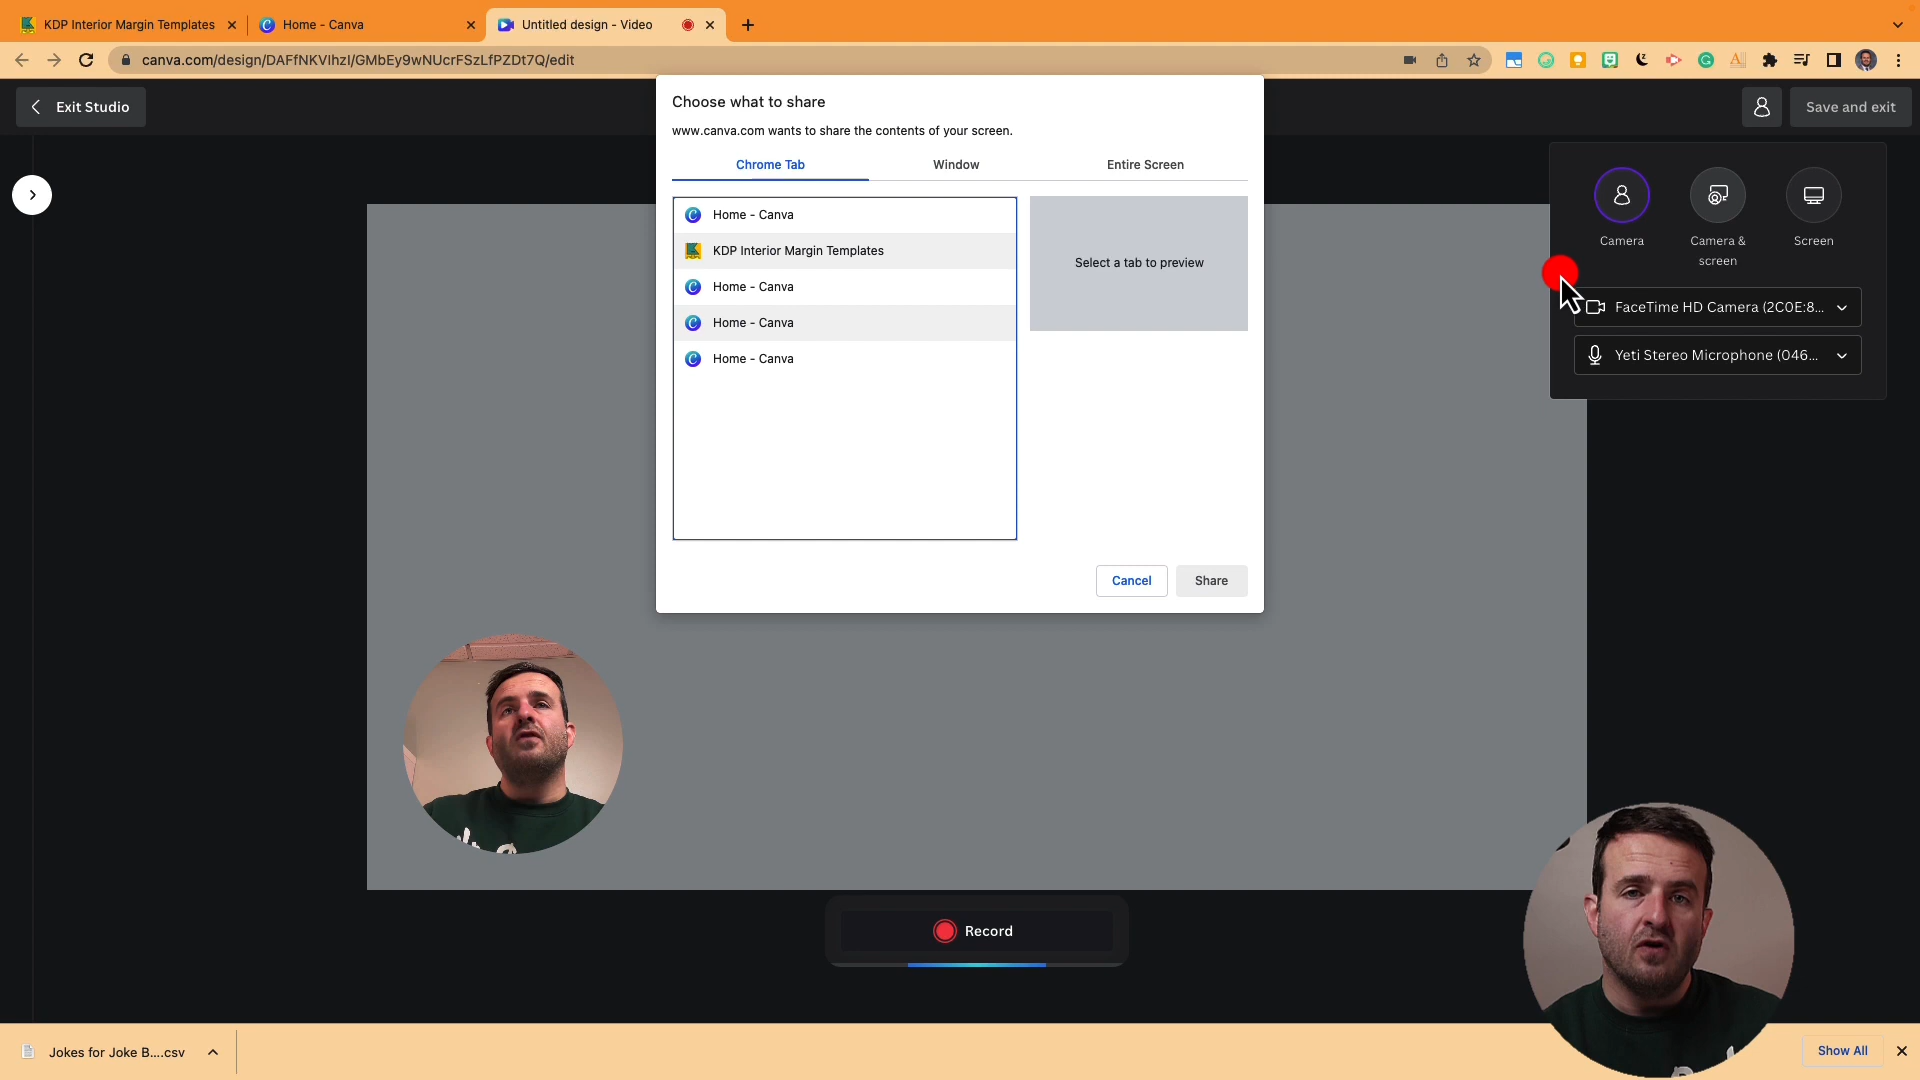 KDP Interior Margin Templates
Home - Canva
Untitled design - Video
canva.com/design/DAFfNKVlhzI/GMbEy9wNUcrFSzLfPZDt7Q/edit
Exit Studio
Save and exit
Choose what to share
www.canva.com wants to share the contents of your screen.
Chrome Tab
Window
Entire Screen
Home - Canva
KDP Interior Margin Templates
Home - Canva
Home - Canva
Home - Canva
Select a tab to preview
Cancel
Share
Camera
Camera &
screen
Screen
FaceTime HD Camera (2C0E:8...
Yeti Stereo Microphone (046...
Record
Jokes for Joke B....csv
Show All